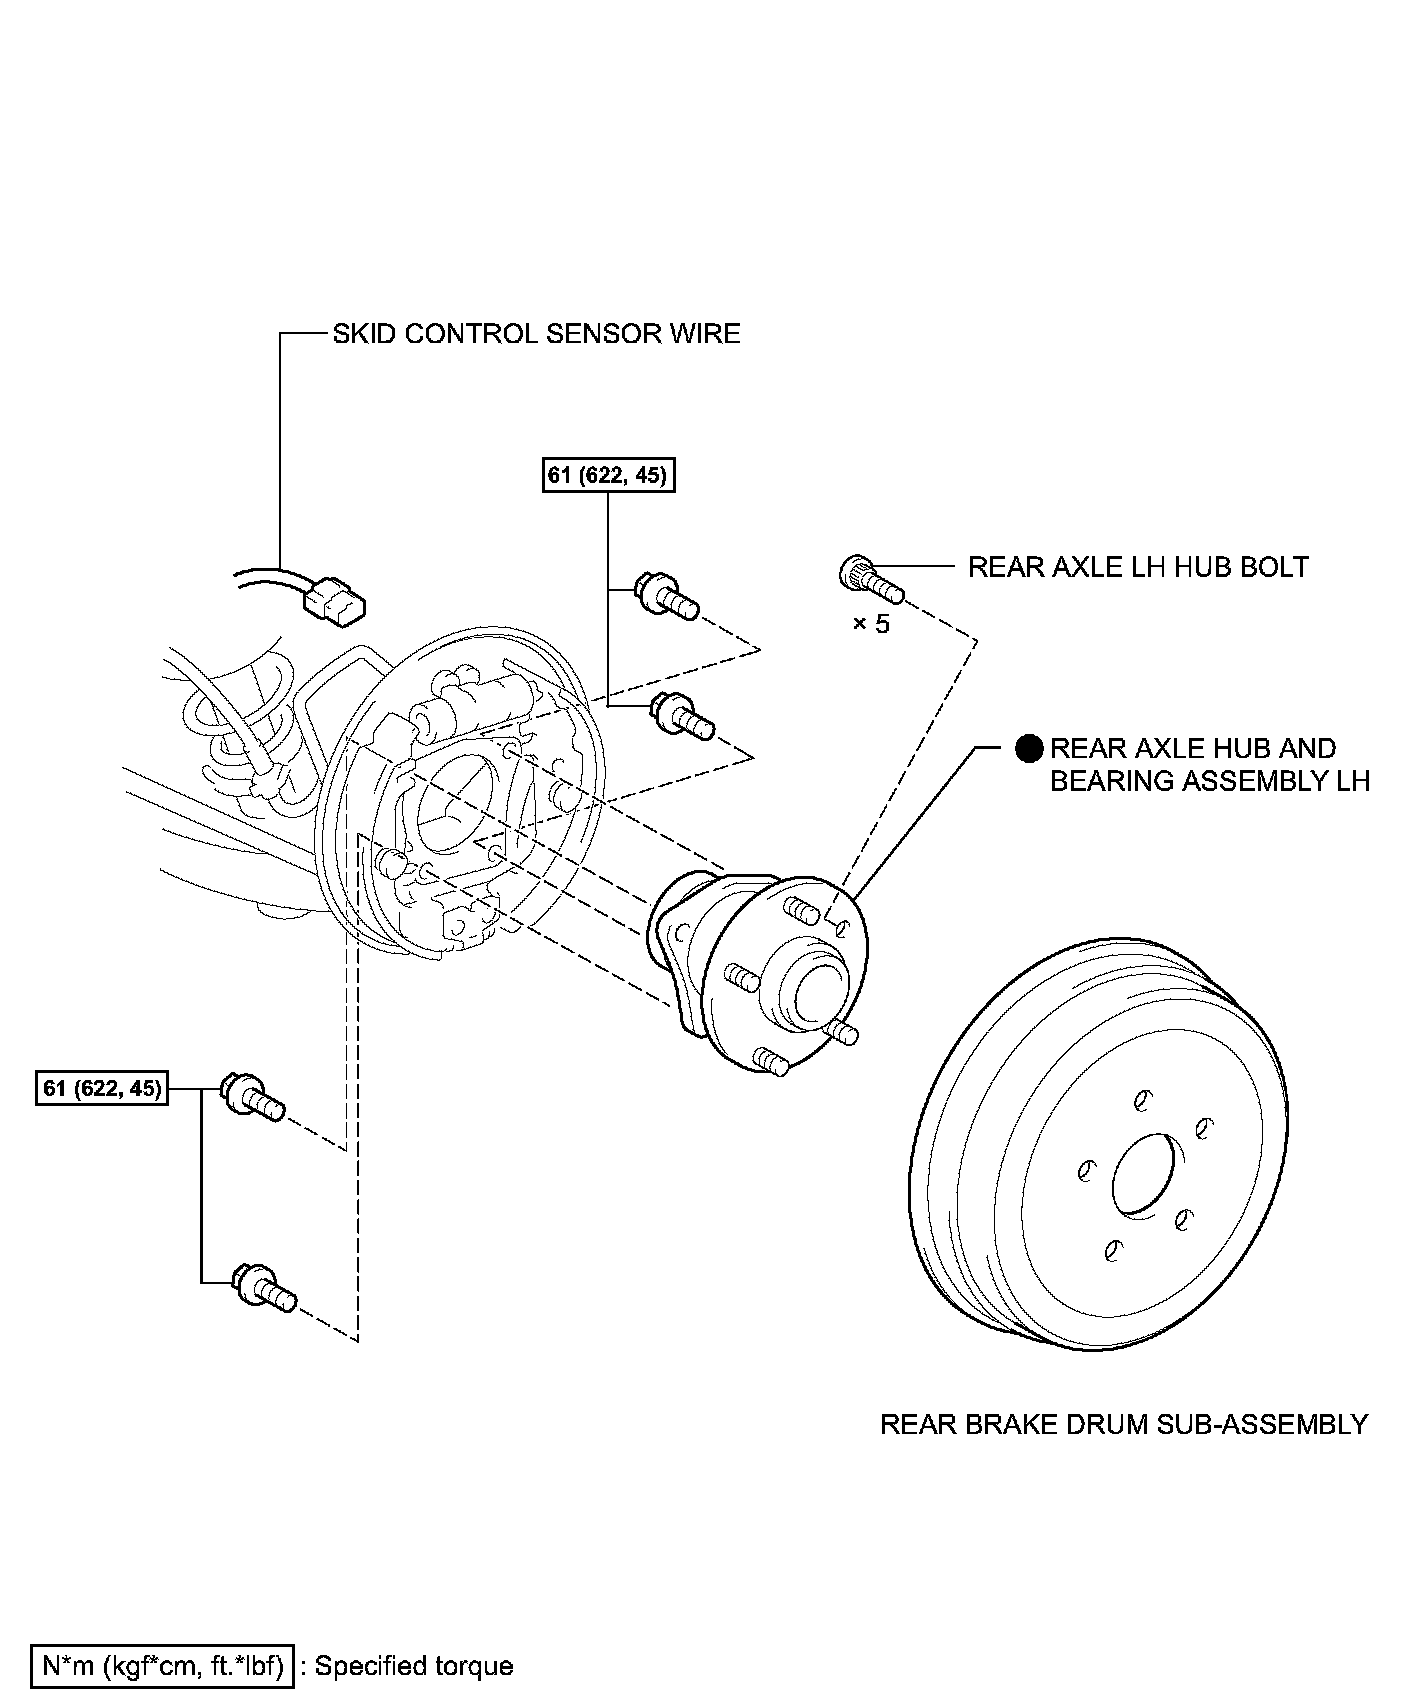 SKID CONTROL SENSOR WIRE
61 (622, 45)
REAR AXLE LH HUB BOLT
× 5
REAR AXLE HUB AND
BEARING ASSEMBLY LH
61 (622, 45)
REAR BRAKE DRUM SUB-ASSEMBLY
N*m (kgf*cm, ft.*lbf) : Specified torque